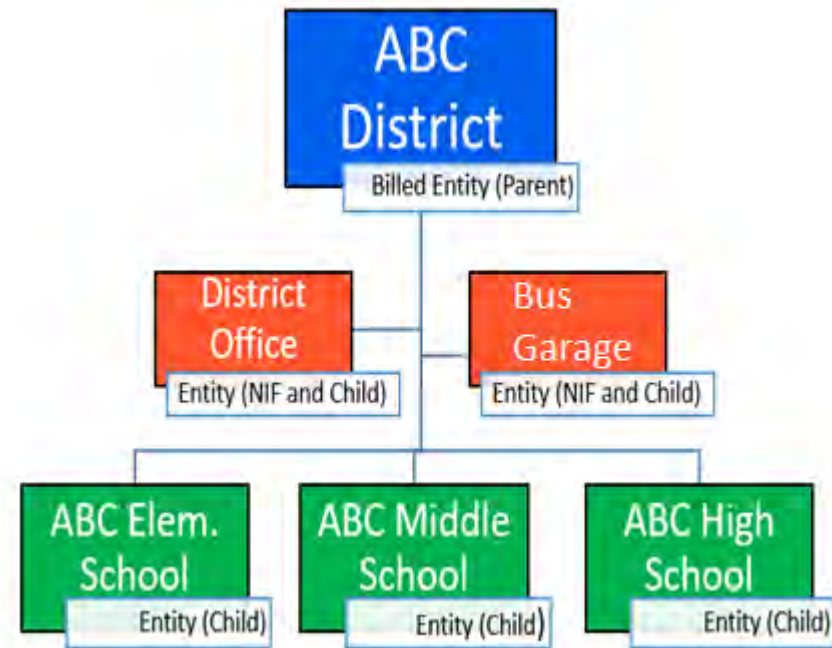 ABC
District
Billed Entity (Parent)
District
Office
Entity (NIF and Child)
Bus
Garage
Entity (NIF and Child)
ABC Elem.
School
Entity (Child)
ABC Middle
School
Entity (Child)
ABC High
School
Entity (Child)